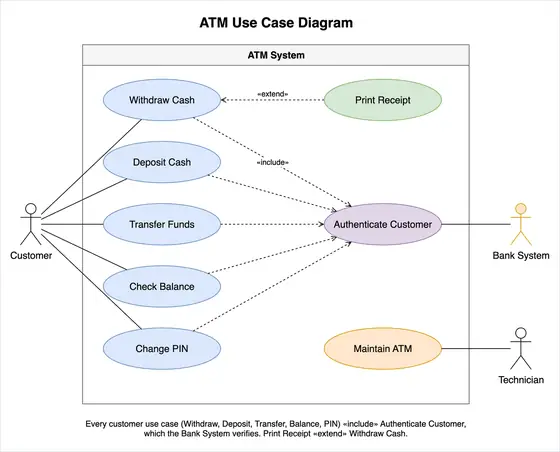 ATM Use Case Diagram
ATM System
Withdraw Cash
«extend»
Print Receipt
Deposit Cash
«include»
Customer
Transfer Funds
Authenticate Customer
Bank System
Check Balance
Change PIN
Maintain ATM
Technician
Every customer use case (Withdraw, Deposit, Transfer, Balance, PIN) «include» Authenticate Customer,
which the Bank System verifies. Print Receipt «extend» Withdraw Cash.